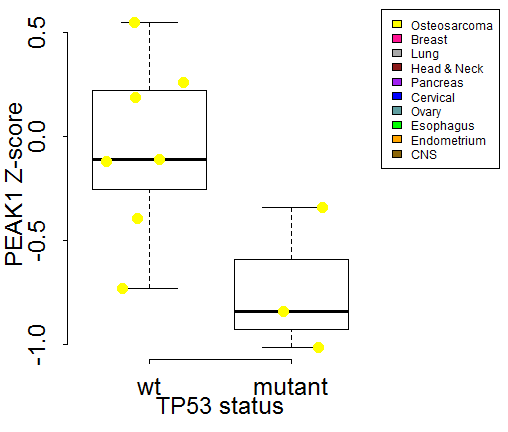 Osteosarcoma
Breast
Lung
Head & Neck
Pancreas
Cervical
Ovary
Esophagus
Endometrium
CNS
PEAK1 Z-score
0.5
0.0
-0.5
-1.0
wt mutant
TP53 status